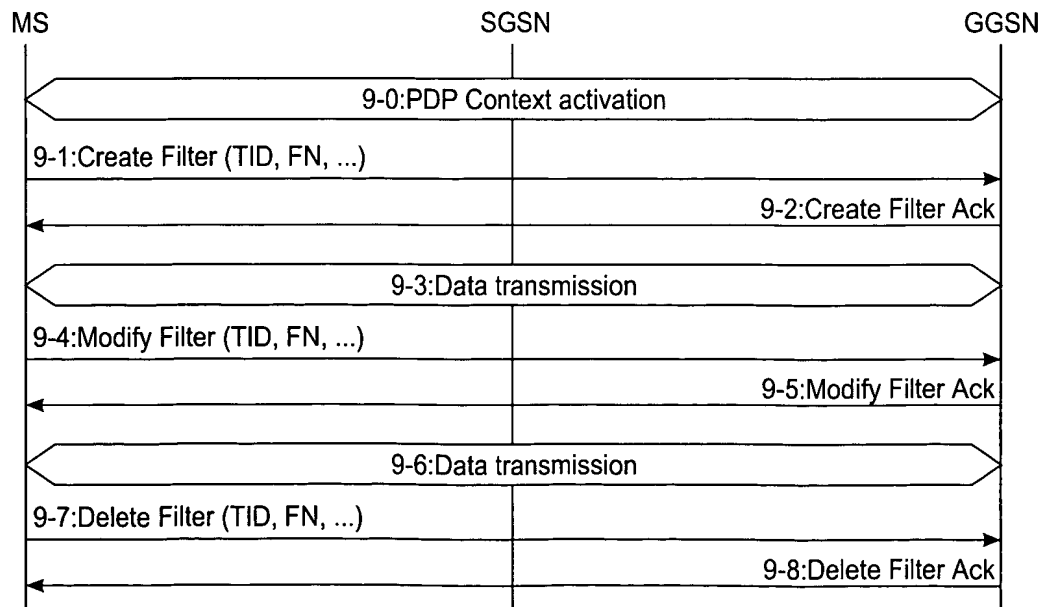 MS SGSN GGSN
9-0:PDP Context activation
9-1:Create Filter (TID, FN, ...)
9-2:Create Filter Ack
9-3:Data transmission
9-4:Modify Filter (TID, FN, ...)
9-5:Modify Filter Ack
9-6:Data transmission
9-7:Delete Filter (TID, FN, ...)
9-8:Delete Filter Ack